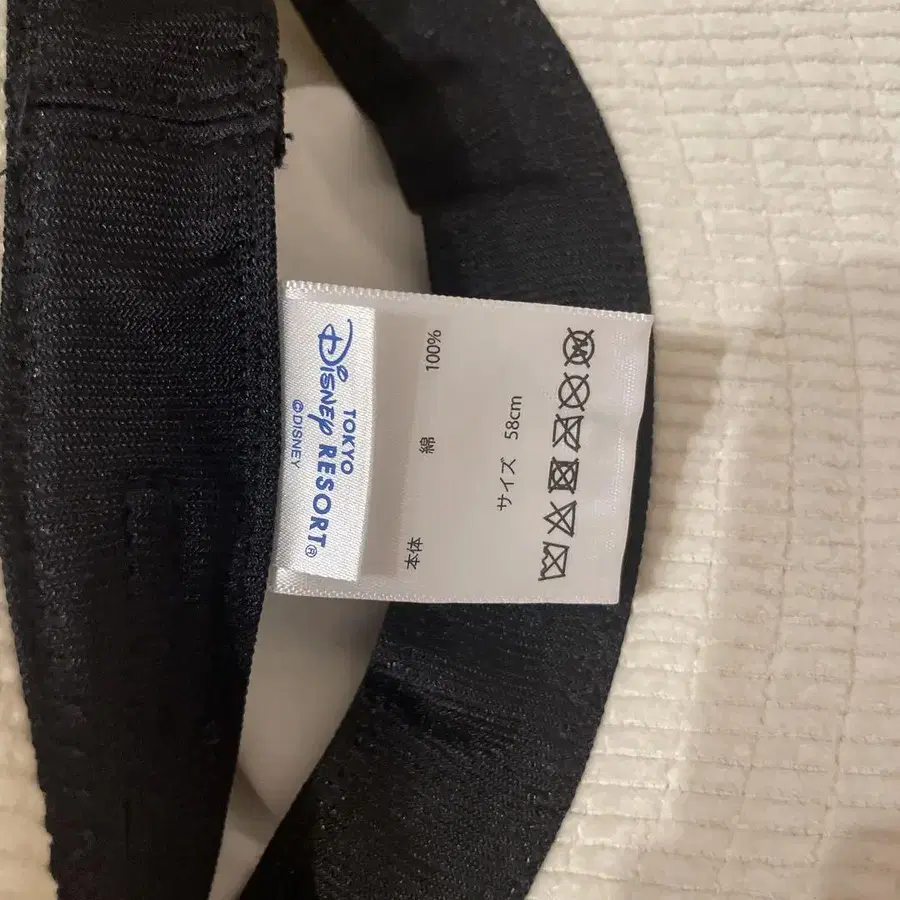 TOKYO
Disney RESORT®
©DISNEY
本体 綿 100%
サイズ 58cm